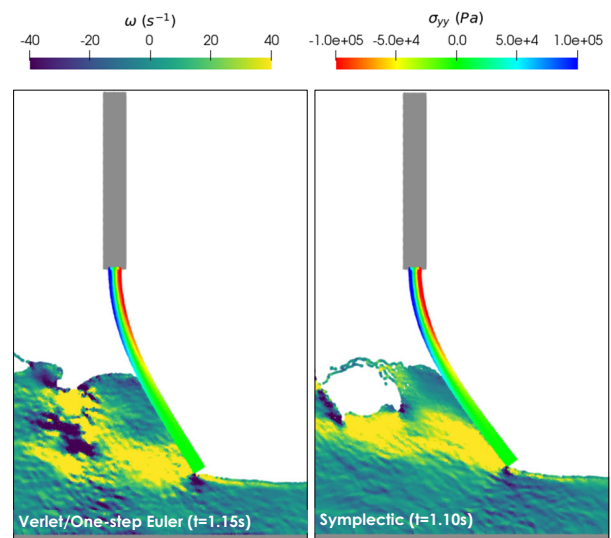 ω (s⁻¹)
-40 -20 0 20 40
σyy (Pa)
-1.0e+05 -5.0e+4 0.0 5.0e+4 1.0e+05
Verlet/One-step Euler (t=1.15s)
Symplectic (t=1.10s)